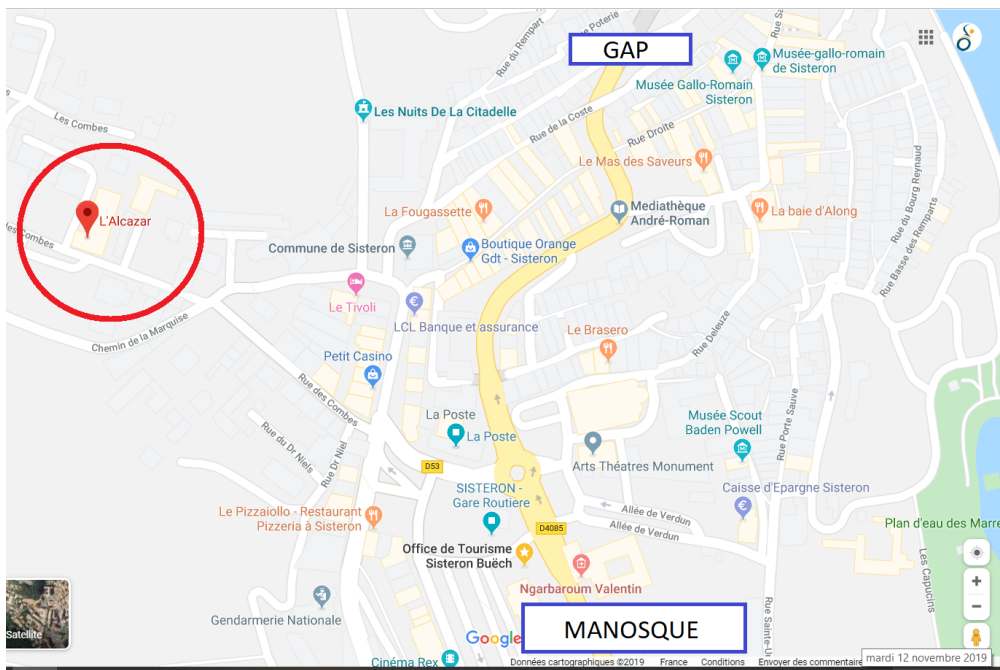 Rue du Rempart
Rue Poterie
GAP
Musée-gallo-romain
de Sisteron
Musée Gallo-Romain
Sisteron
Les Nuits De La Citadelle
Les Combes
Rue de la Coste
Rue Droite
Le Mas des Saveurs
L'Alcazar
La Fougassette
Mediathèque
André-Roman
La baie d'Along
Rue du Bourg Reynaud
Rue Basse des Remparts
Commune de Sisteron
Boutique Orange
Gdt - Sisteron
Le Tivoli
LCL Banque et assurance
Chemin de la Marquise
Le Brasero
Rue Deleuze
Petit Casino
Rue des Combes
La Poste
La Poste
Musée Scout
Baden Powell
Rue Porte Sauve
Rue du Dr Niels
Rue Dr Niel
D53
Arts Théatres Monument
SISTERON -
Gare Routière
Caisse d'Epargne Sisteron
Le Pizzaiollo - Restaurant
Pizzeria à Sisteron
Allée de Verdun
Allée de Verdun
D4085
Plan d'eau des Marre
Office de Tourisme
Sisteron Buëch
Ngarbaroum Valentin
Les Capucins
Gendarmerie Nationale
MANOSQUE
Satellite
Google
Cinéma Rex
Données cartographiques ©2019 France Conditions Envoyer des commentaire
mardi 12 novembre 2019